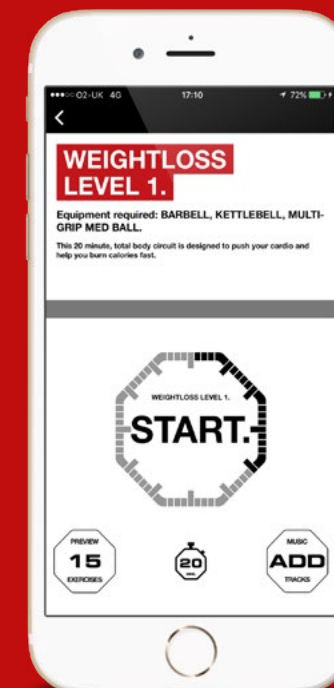 O2-UK 4G 17:10 72%
WEIGHTLOSS
LEVEL 1.
Equipment required: BARBELL, KETTLEBELL, MULTI-
GRIP MED BALL.
This 20 minute, total body circuit is designed to push your cardio and
help you burn calories fast.
WEIGHTLOSS LEVEL 1.
START.
PREVIEW
15
EXERCISES
20
MUSIC
ADD
TRACKS